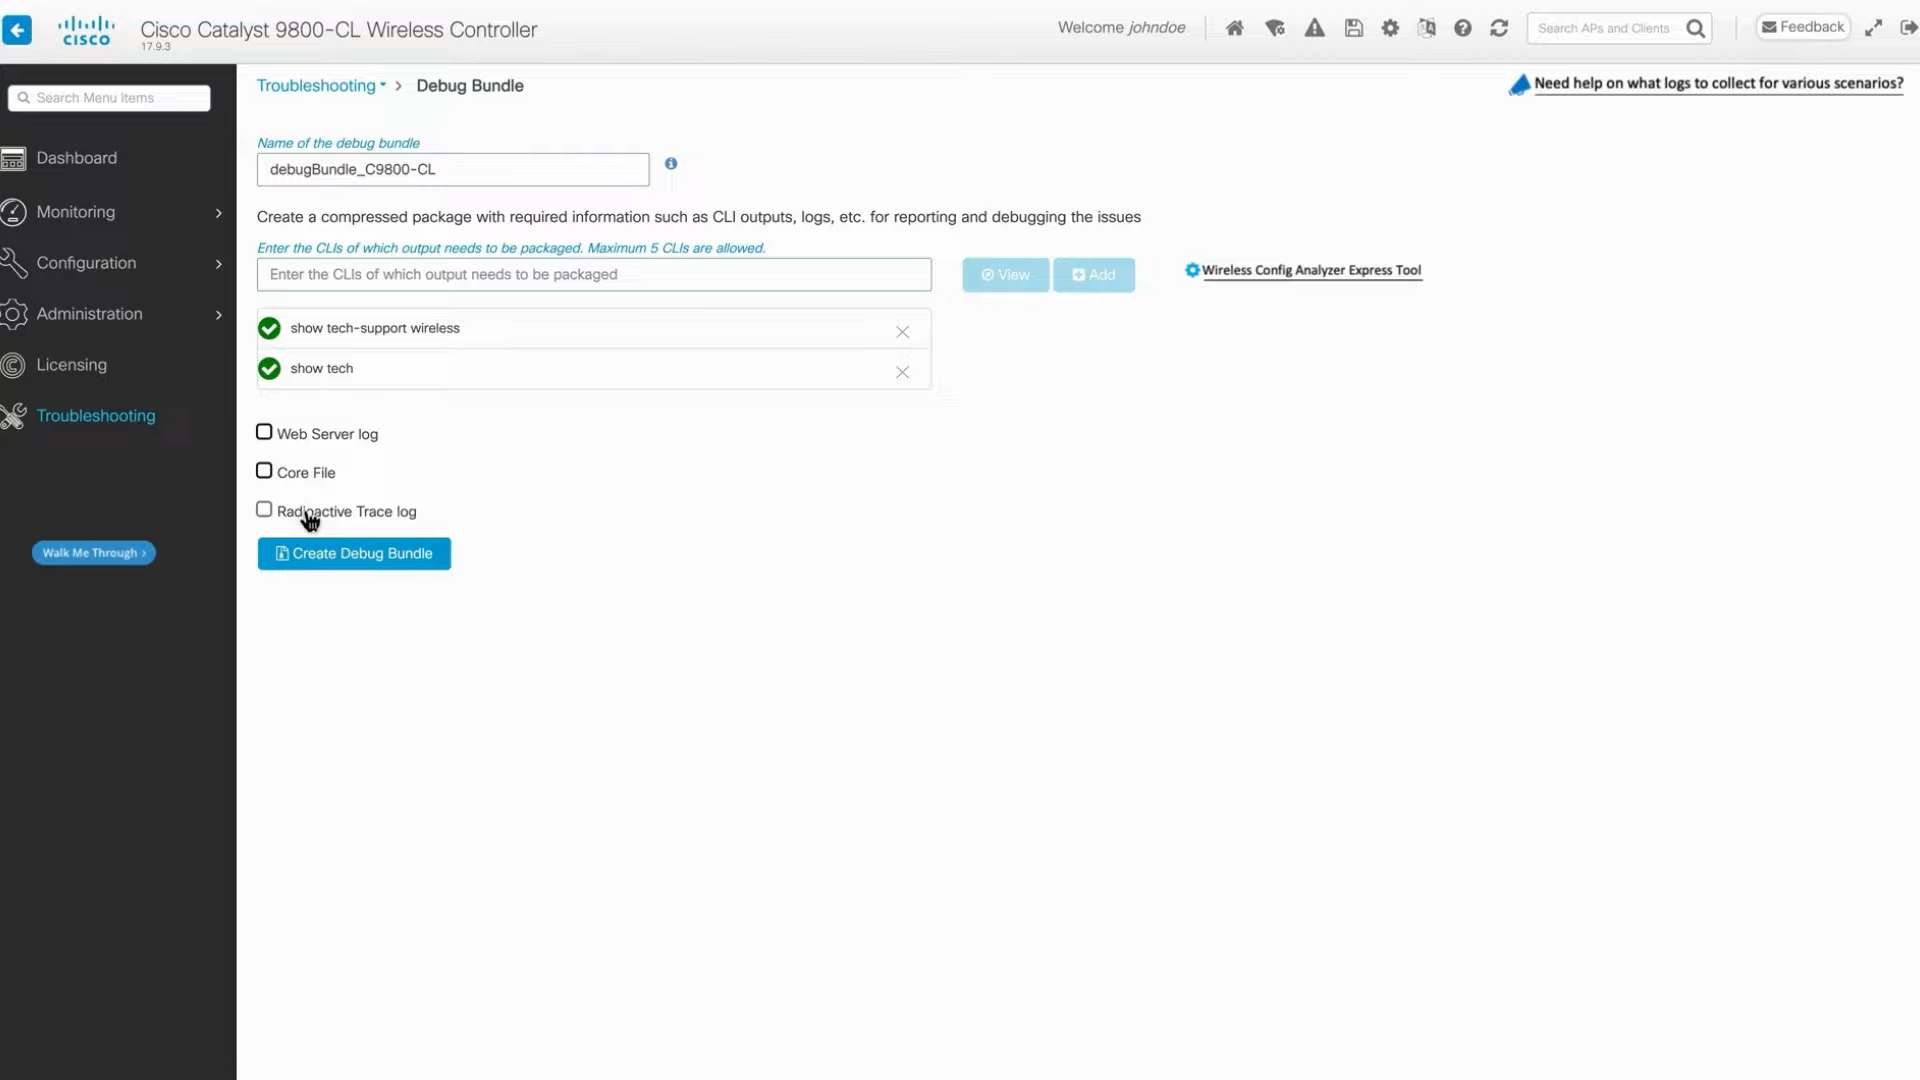 CISCO
Cisco Catalyst 9800-CL Wireless Controller
17.9.3
Welcome johndoe
Search APs and Clients
Feedback
Search Menu Items
Dashboard
Monitoring
Configuration
Administration
Licensing
Troubleshooting
Walk Me Through >
Troubleshooting > Debug Bundle
Need help on what logs to collect for various scenarios?
Name of the debug bundle
debugBundle_C9800-CL
Create a compressed package with required information such as CLI outputs, logs, etc. for reporting and debugging the issues
Enter the CLIs of which output needs to be packaged. Maximum 5 CLIs are allowed.
Enter the CLIs of which output needs to be packaged
View
Add
Wireless Config Analyzer Express Tool
show tech-support wireless
show tech
Web Server log
Core File
Radioactive Trace log
Create Debug Bundle